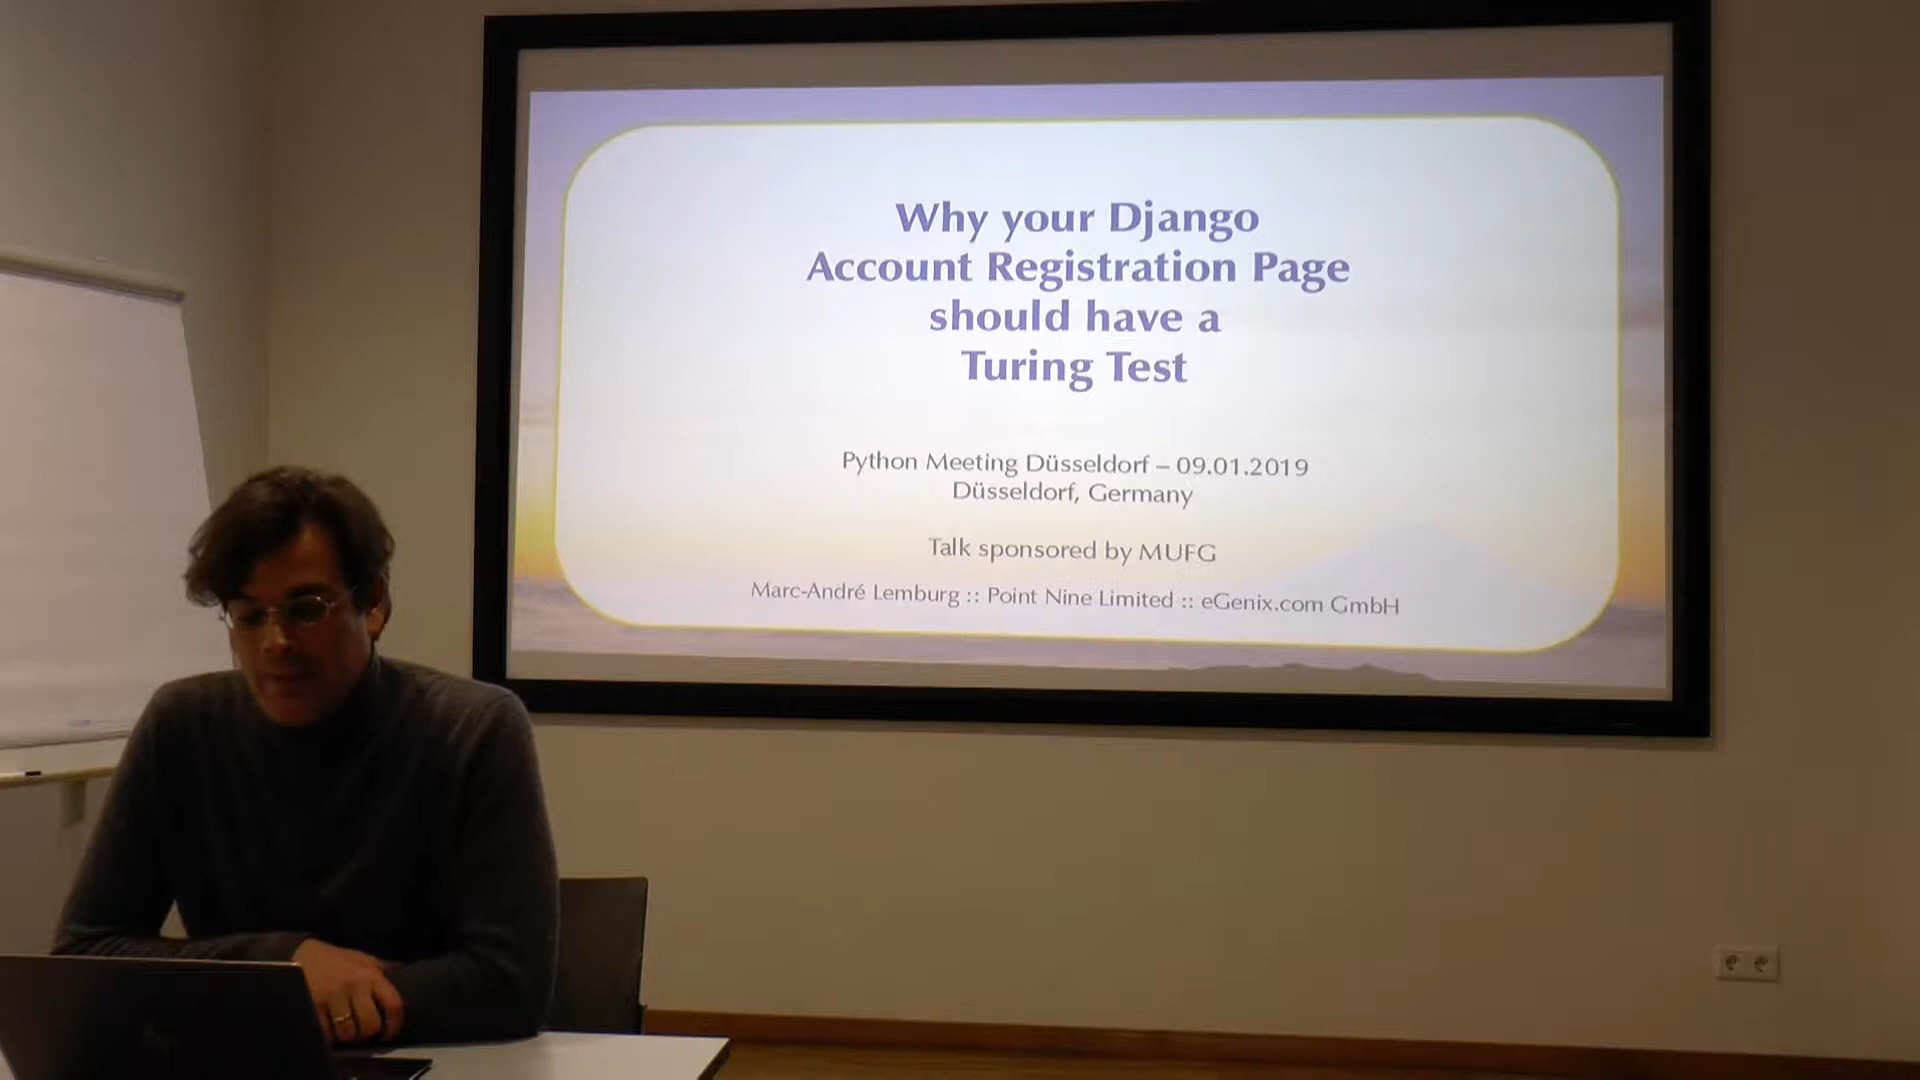 Why your Django
Account Registration Page
should have a
Turing Test
Python Meeting Düsseldorf – 09.01.2019
Düsseldorf, Germany
Talk sponsored by MUFG
Marc-André Lemburg :: Point Nine Limited :: eGenix.com GmbH